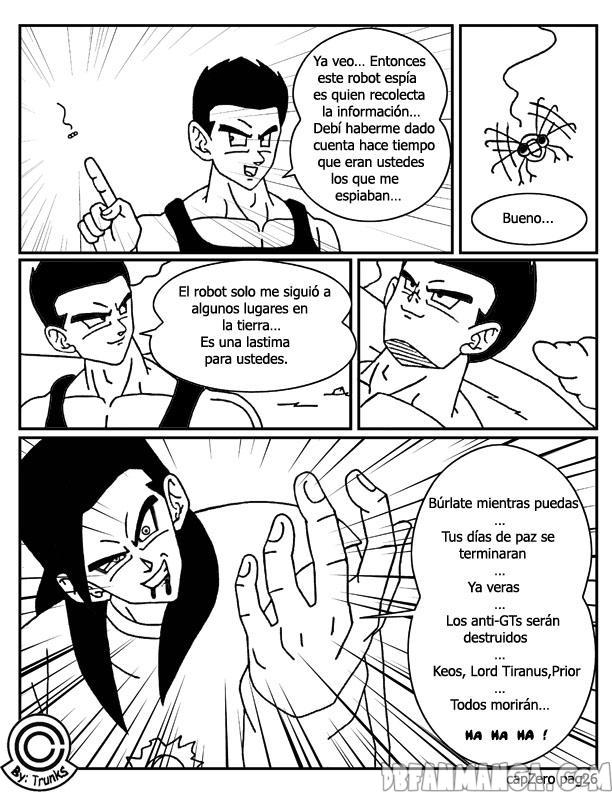 Ya veo... Entonces
este robot espía
es quien recolecta
la información...
Debí haberme dado
cuenta hace tiempo
que eran ustedes
los que me
espiaban...
Bueno...
El robot solo me siguió a
algunos lugares en
la tierra...
Es una lastima
para ustedes.
Búrlate mientras puedas
...
Tus días de paz se
terminaran
...
Ya veras
...
Los anti-GTs serán
destruidos
...
Keos, Lord Tiranus,Prior
...
Todos morirán...
HA HA HA !
By: TrunkS
DBFANMANGA.COM
capZero pag26